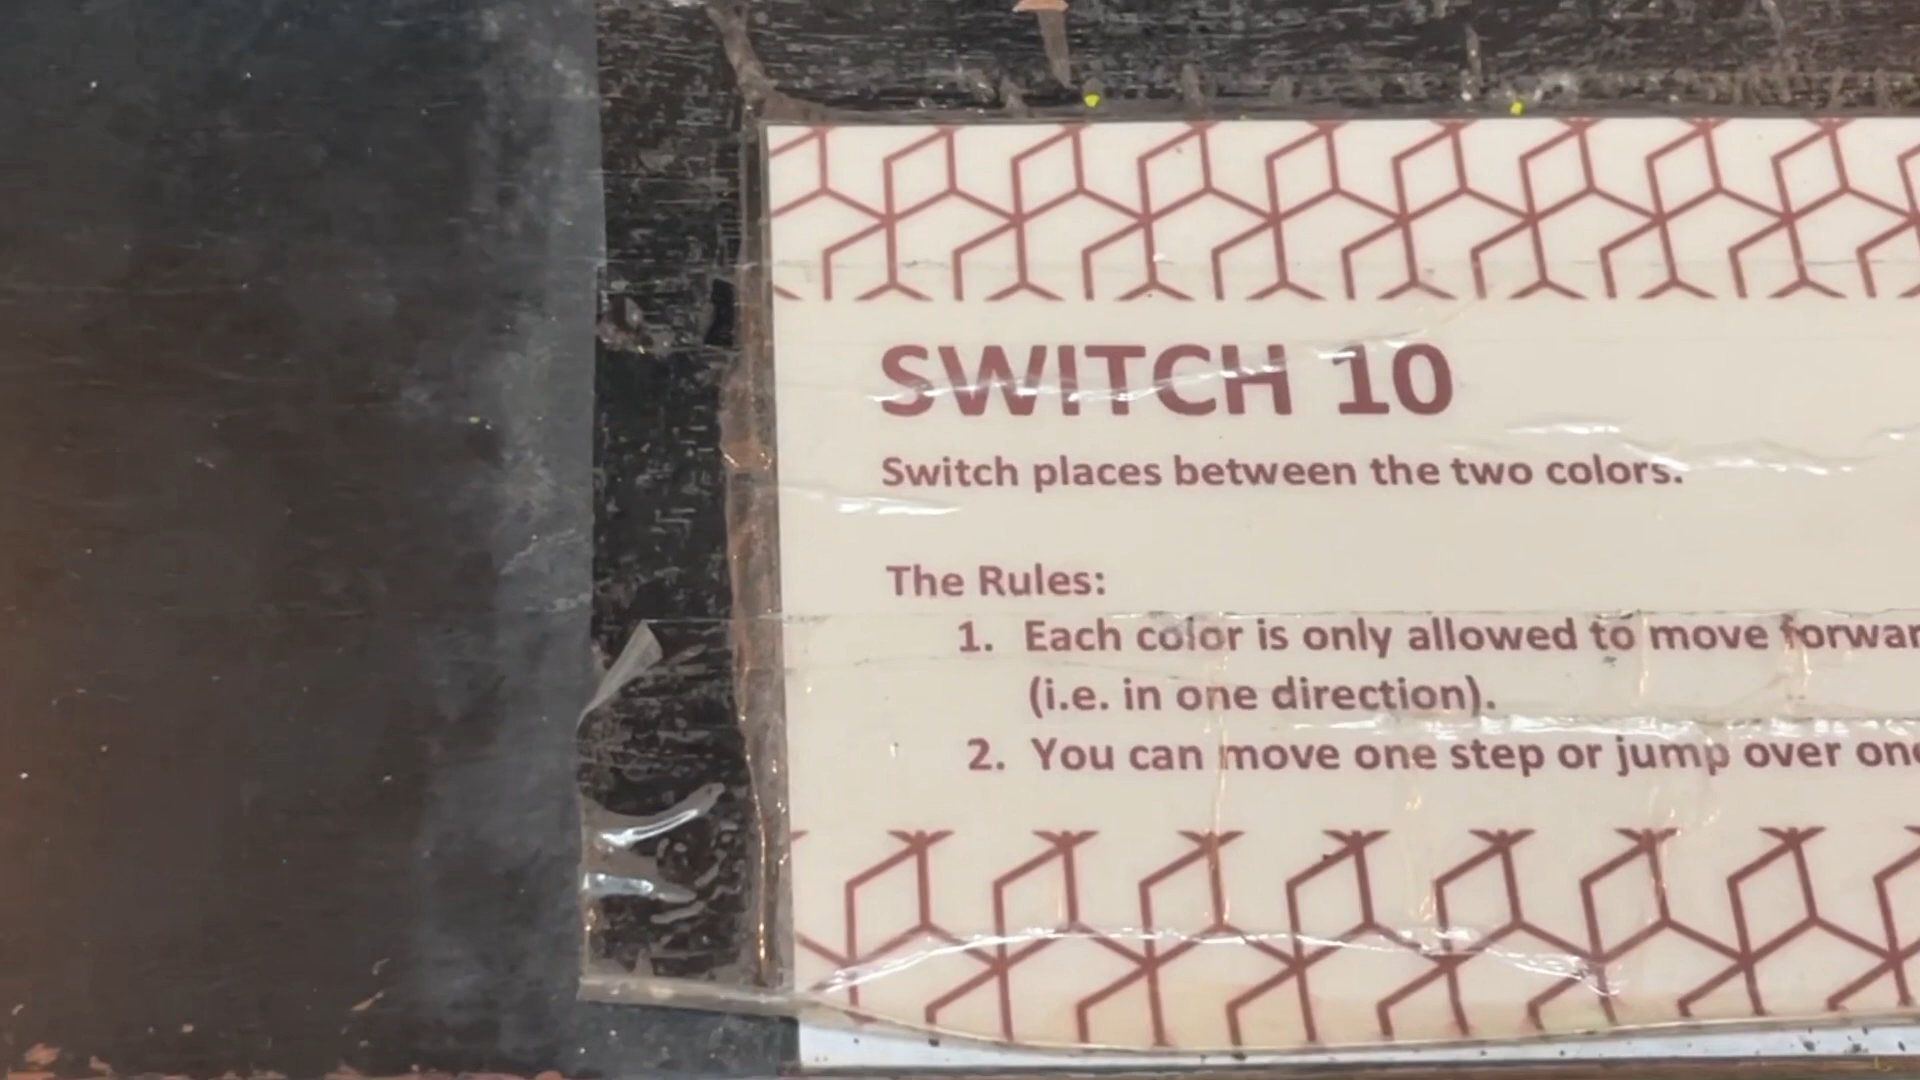 SWITCH 10
Switch places between the two colors.
The Rules:
1. Each color is only allowed to move forwar
(i.e. in one direction).
2. You can move one step or jump over one